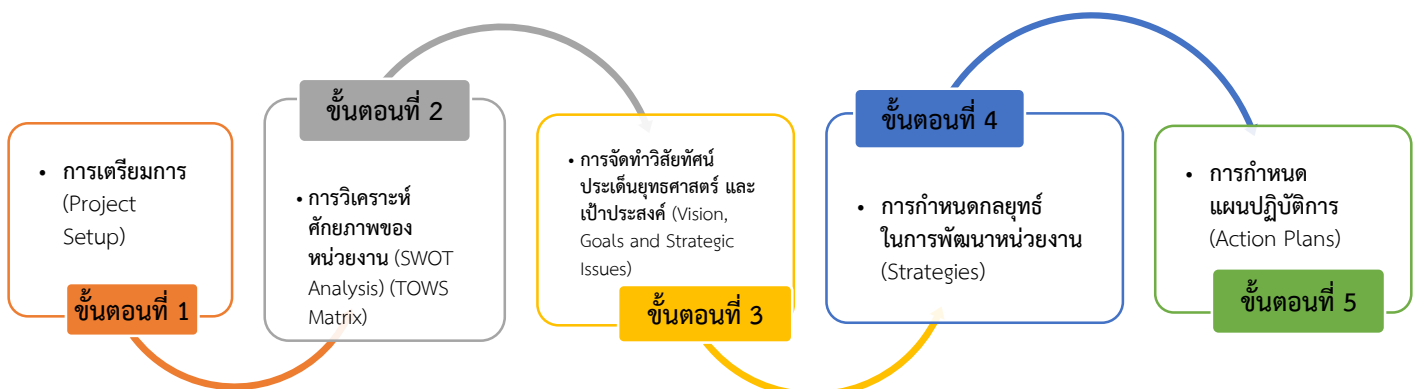 • การเตรียมการ
(Project
Setup)
ขั้นตอนที่ 1
ขั้นตอนที่ 2
• การวิเคราะห์
ศักยภาพของ
หน่วยงาน (SWOT
Analysis) (TOWS
Matrix)
• การจัดทำวิสัยทัศน์
ประเด็นยุทธศาสตร์ และ
เป้าประสงค์ (Vision,
Goals and Strategic
Issues)
ขั้นตอนที่ 3
ขั้นตอนที่ 4
• การกำหนดกลยุทธ์
ในการพัฒนาหน่วยงาน
(Strategies)
• การกำหนด
แผนปฏิบัติการ
(Action Plans)
ขั้นตอนที่ 5